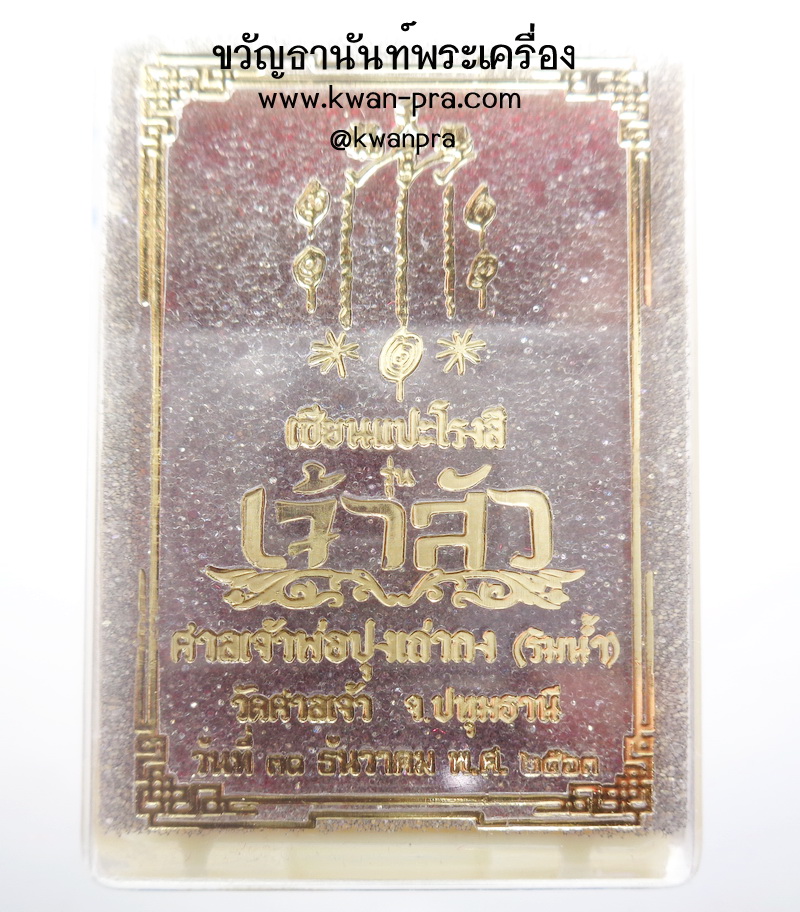 ขวัญธานันท์พระเครื่อง
www.kwan-pra.com
@kwanpra
เซียนแปะโรงสี
รุ่น
เจ้าสัว
ศาลเจ้าพ่อปุงเถ่ากง (ริมน้ำ)
วัดศาลเจ้า จ.ปทุมธานี
วันที่ ๓๑ ธันวาคม พ.ศ. ๒๕๖๓